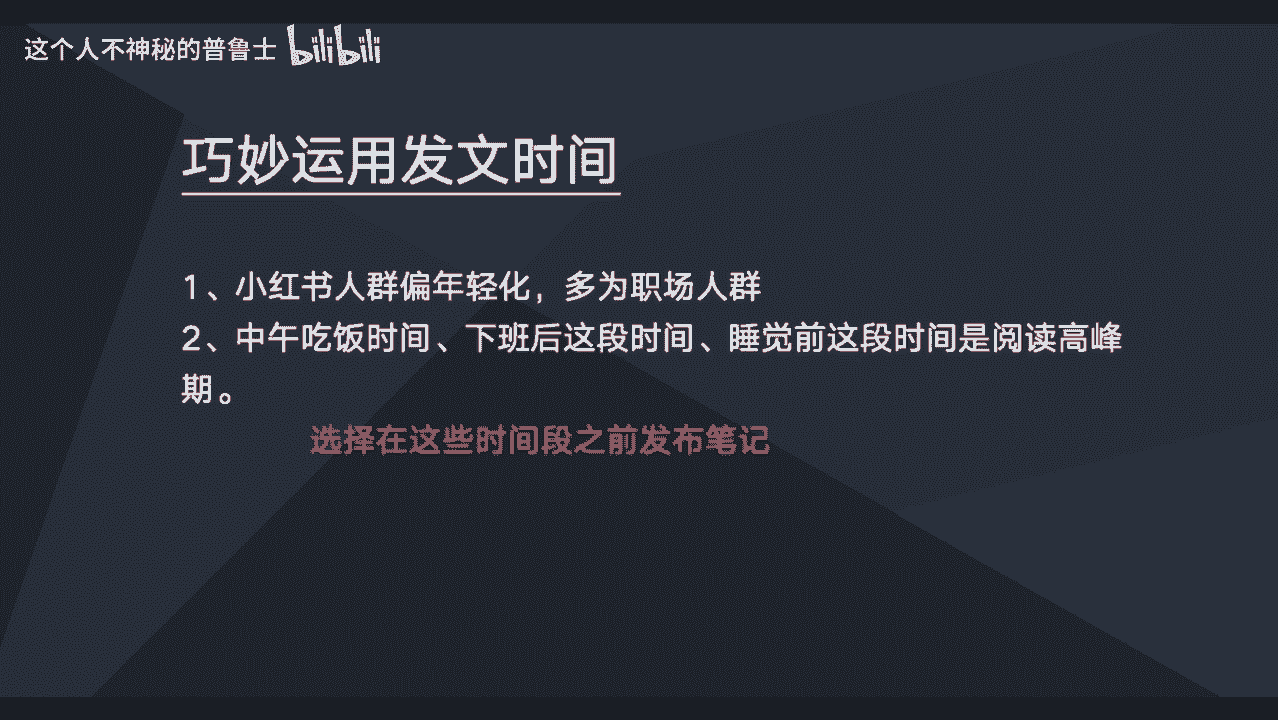 这个人不神秘的普鲁士 bilibili
巧妙运用发文时间
1、小红书人群偏年轻化，多为职场人群
2、中午吃饭时间、下班后这段时间、睡觉前这段时间是阅读高峰
期。
选择在这些时间段之前发布笔记